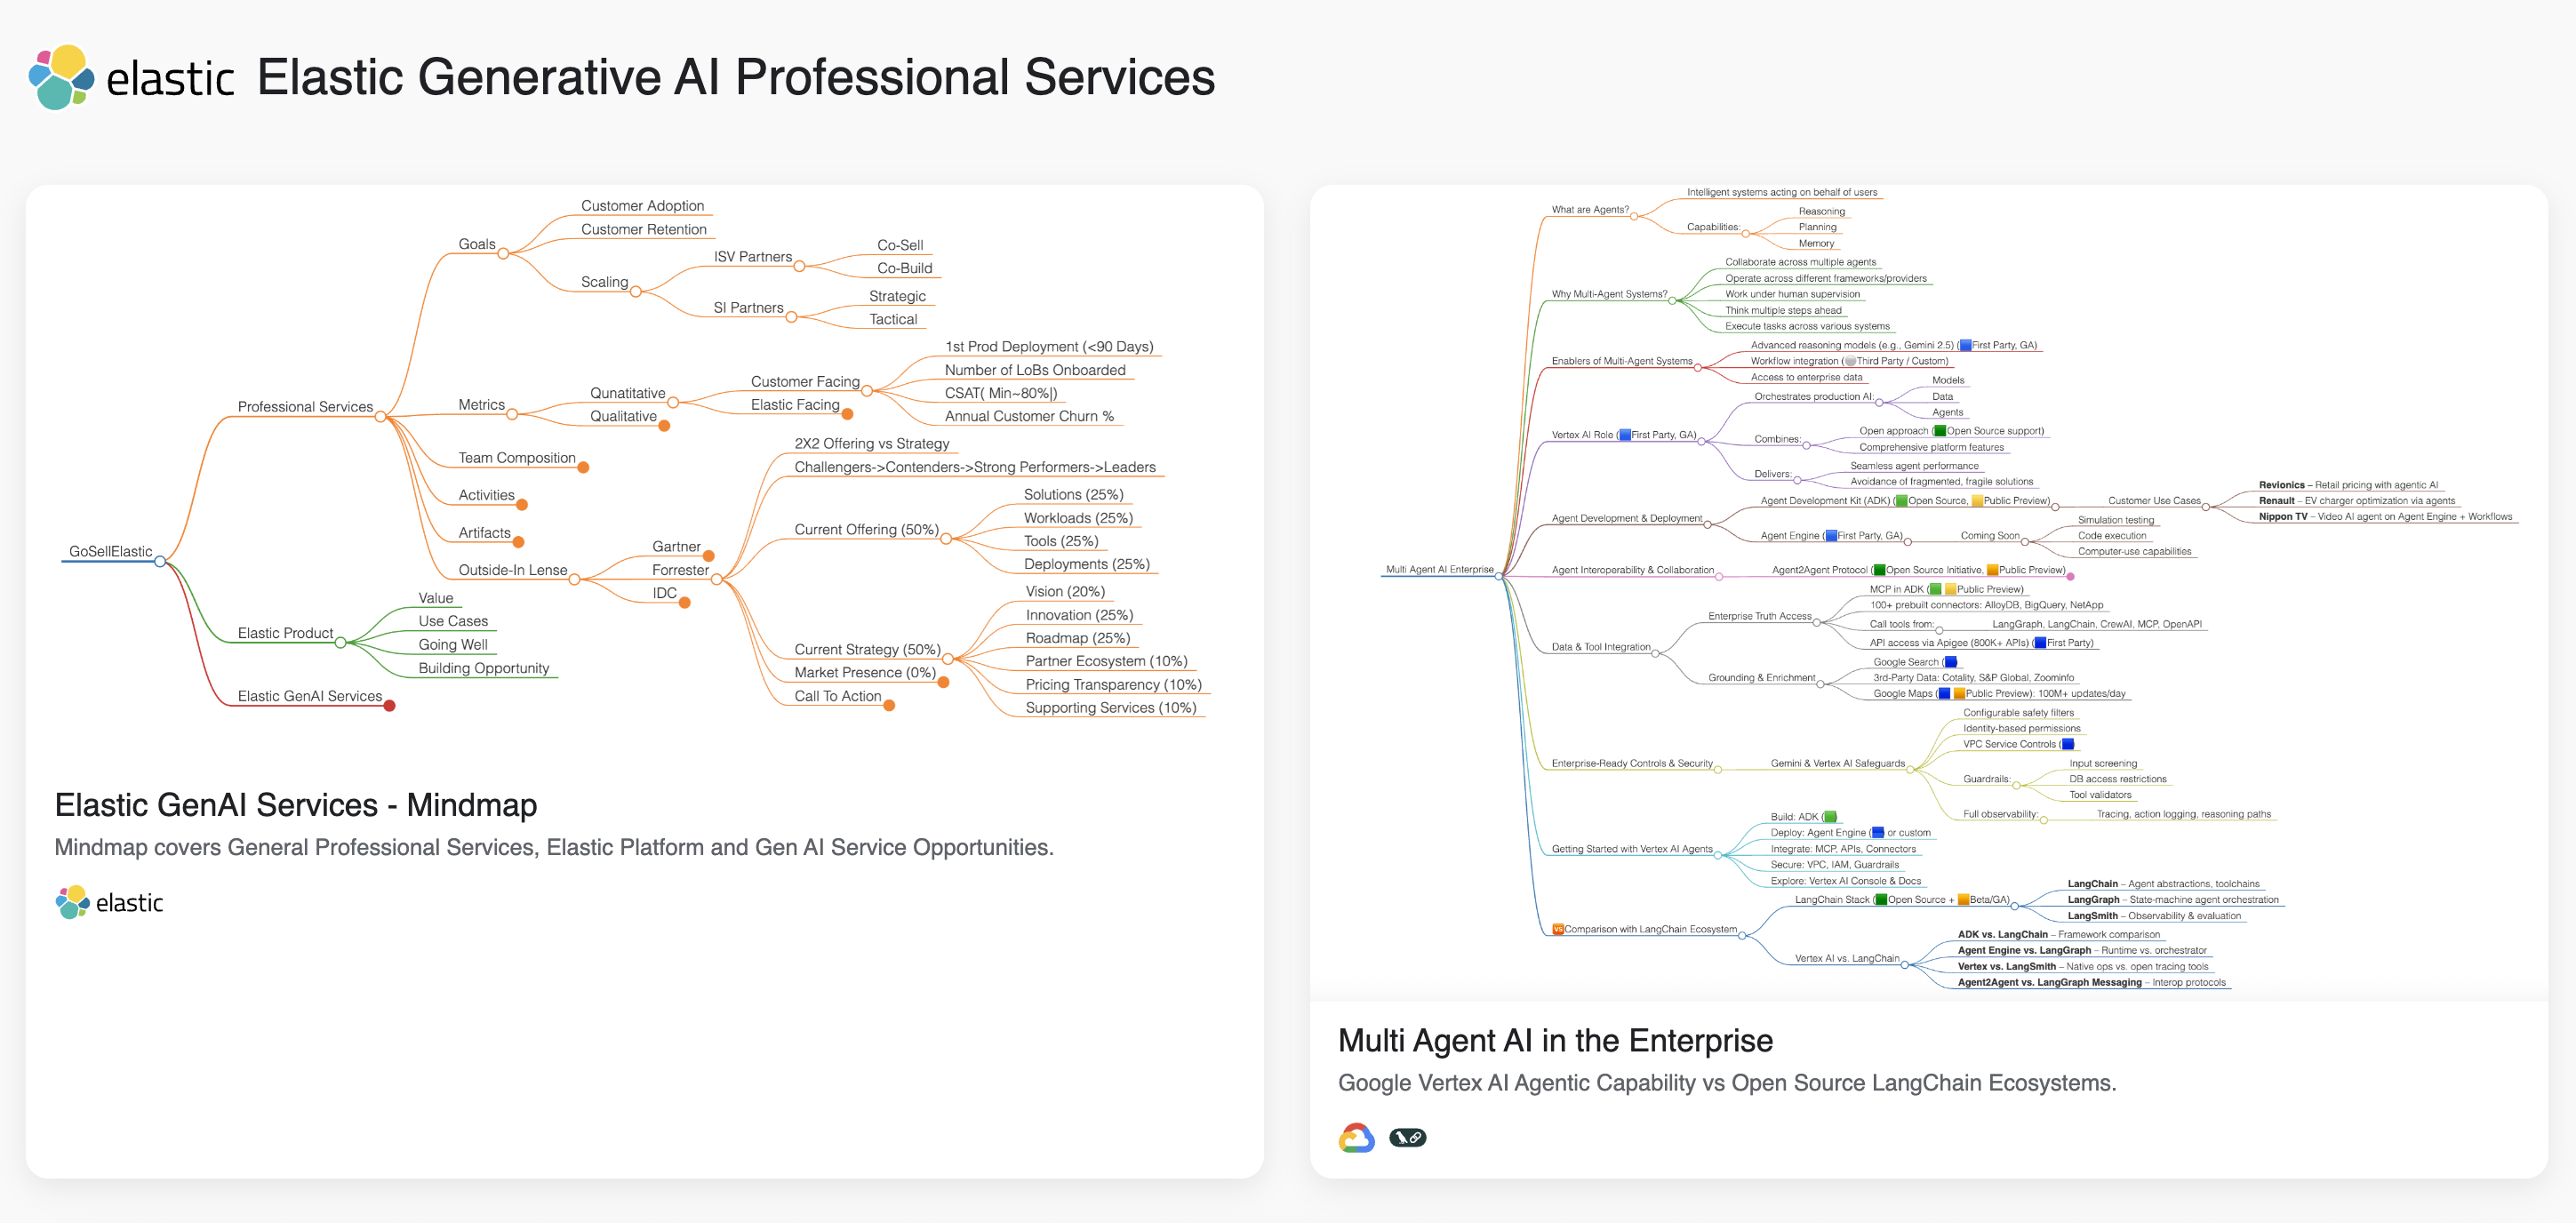 elastic Elastic Generative AI Professional Services
Customer Adoption
Customer Retention
Goals
ISV Partners
Co-Sell
Co-Build
Scaling
SI Partners
Strategic
Tactical
1st Prod Deployment (<90 Days)
Number of LoBs Onboarded
Customer Facing
CSAT( Min~80%|)
Annual Customer Churn %
Qunatitative
Elastic Facing
Metrics
Qualitative
Professional Services
2X2 Offering vs Strategy
Challengers->Contenders->Strong Performers->Leaders
Team Composition
Activities
Artifacts
Solutions (25%)
Workloads (25%)
Current Offering (50%)
Tools (25%)
Deployments (25%)
GoSellElastic
Gartner
Outside-In Lense
Forrester
IDC
Vision (20%)
Innovation (25%)
Roadmap (25%)
Current Strategy (50%)
Partner Ecosystem (10%)
Pricing Transparency (10%)
Supporting Services (10%)
Market Presence (0%)
Call To Action
Value
Use Cases
Elastic Product
Going Well
Building Opportunity
Elastic GenAI Services
Elastic GenAI Services - Mindmap
Mindmap covers General Professional Services, Elastic Platform and Gen AI Service Opportunities.
elastic
Intelligent systems acting on behalf of users
What are Agents?
Reasoning
Capabilities:
Planning
Memory
Collaborate across multiple agents
Operate across different frameworks/providers
Why Multi-Agent Systems?
Work under human supervision
Think multiple steps ahead
Execute tasks across various systems
Advanced reasoning models (e.g., Gemini 2.5) (🟦First Party, GA)
Enablers of Multi-Agent Systems
Workflow integration (⚪Third Party / Custom)
Access to enterprise data
Models
Orchestrates production AI:
Data
Agents
Vertex AI Role (🟦First Party, GA)
Open approach (🟩Open Source support)
Combines:
Comprehensive platform features
Seamless agent performance
Delivers:
Avoidance of fragmented, fragile solutions
Revionics – Retail pricing with agentic AI
Agent Development Kit (ADK) (🟩Open Source, 🟨Public Preview)
Customer Use Cases
Renault – EV charger optimization via agents
Nippon TV – Video AI agent on Agent Engine + Workflows
Agent Development & Deployment
Simulation testing
Agent Engine (🟦First Party, GA)
Coming Soon
Code execution
Computer-use capabilities
Multi Agent AI Enterprise
Agent Interoperability & Collaboration
Agent2Agent Protocol (🟩Open Source Initiative, 🟧Public Preview)
MCP in ADK (🟩 🟨Public Preview)
100+ prebuilt connectors: AlloyDB, BigQuery, NetApp
Enterprise Truth Access
Call tools from:
LangGraph, LangChain, CrewAI, MCP, OpenAPI
API access via Apigee (800K+ APIs) (🟦First Party)
Data & Tool Integration
Google Search (🟦)
Grounding & Enrichment
3rd-Party Data: Cotality, S&P Global, Zoominfo
Google Maps (🟦 🟧Public Preview): 100M+ updates/day
Configurable safety filters
Identity-based permissions
VPC Service Controls (🟦)
Enterprise-Ready Controls & Security
Gemini & Vertex AI Safeguards
Input screening
Guardrails:
DB access restrictions
Tool validators
Full observability:
Tracing, action logging, reasoning paths
Build: ADK (🟩)
Deploy: Agent Engine (🟦) or custom
Getting Started with Vertex AI Agents
Integrate: MCP, APIs, Connectors
Secure: VPC, IAM, Guardrails
Explore: Vertex AI Console & Docs
LangChain – Agent abstractions, toolchains
LangChain Stack (🟩Open Source + 🟧Beta/GA)
LangGraph – State-machine agent orchestration
LangSmith – Observability & evaluation
🆚Comparison with LangChain Ecosystem
ADK vs. LangChain – Framework comparison
Agent Engine vs. LangGraph – Runtime vs. orchestrator
Vertex AI vs. LangChain
Vertex vs. LangSmith – Native ops vs. open tracing tools
Agent2Agent vs. LangGraph Messaging – Interop protocols
Multi Agent AI in the Enterprise
Google Vertex AI Agentic Capability vs Open Source LangChain Ecosystems.